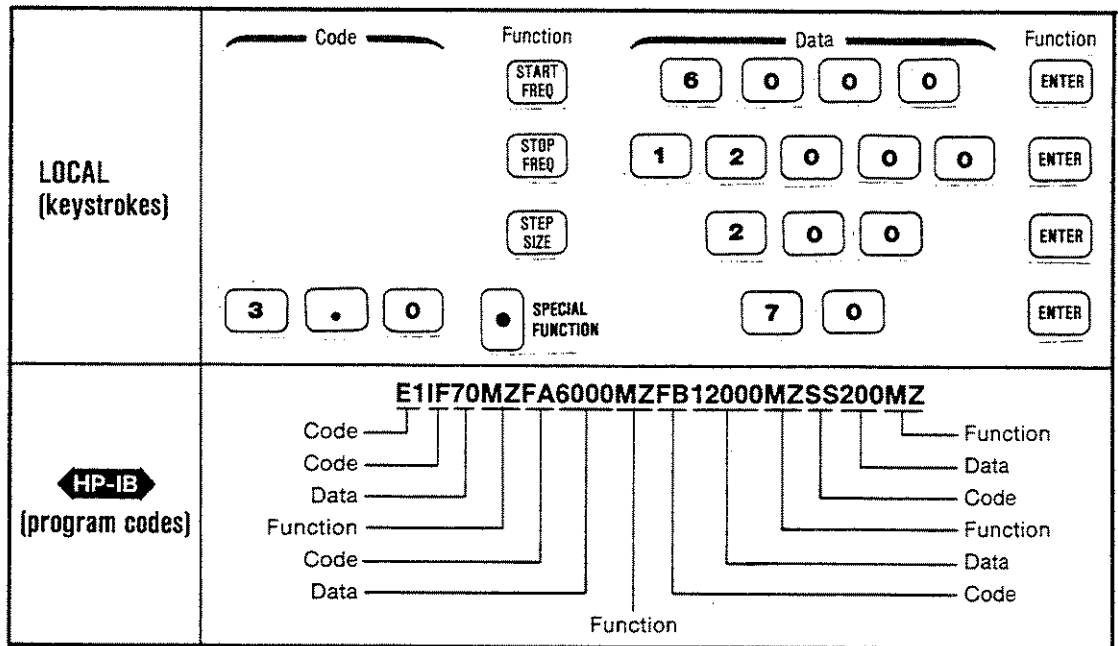 Code Function Data Function
START FREQ 6 0 0 0 ENTER
STOP FREQ 1 2 0 0 0 ENTER
LOCAL
(keystrokes)
STEP SIZE 2 0 0 ENTER
3 . 0 SPECIAL FUNCTION 7 0 ENTER
E1IF70MZFA6000MZFB12000MZSS200MZ
HP-IB
(program codes)
Code
Code
Data
Function
Code
Data
Function
Function
Data
Code
Function
Data
Code